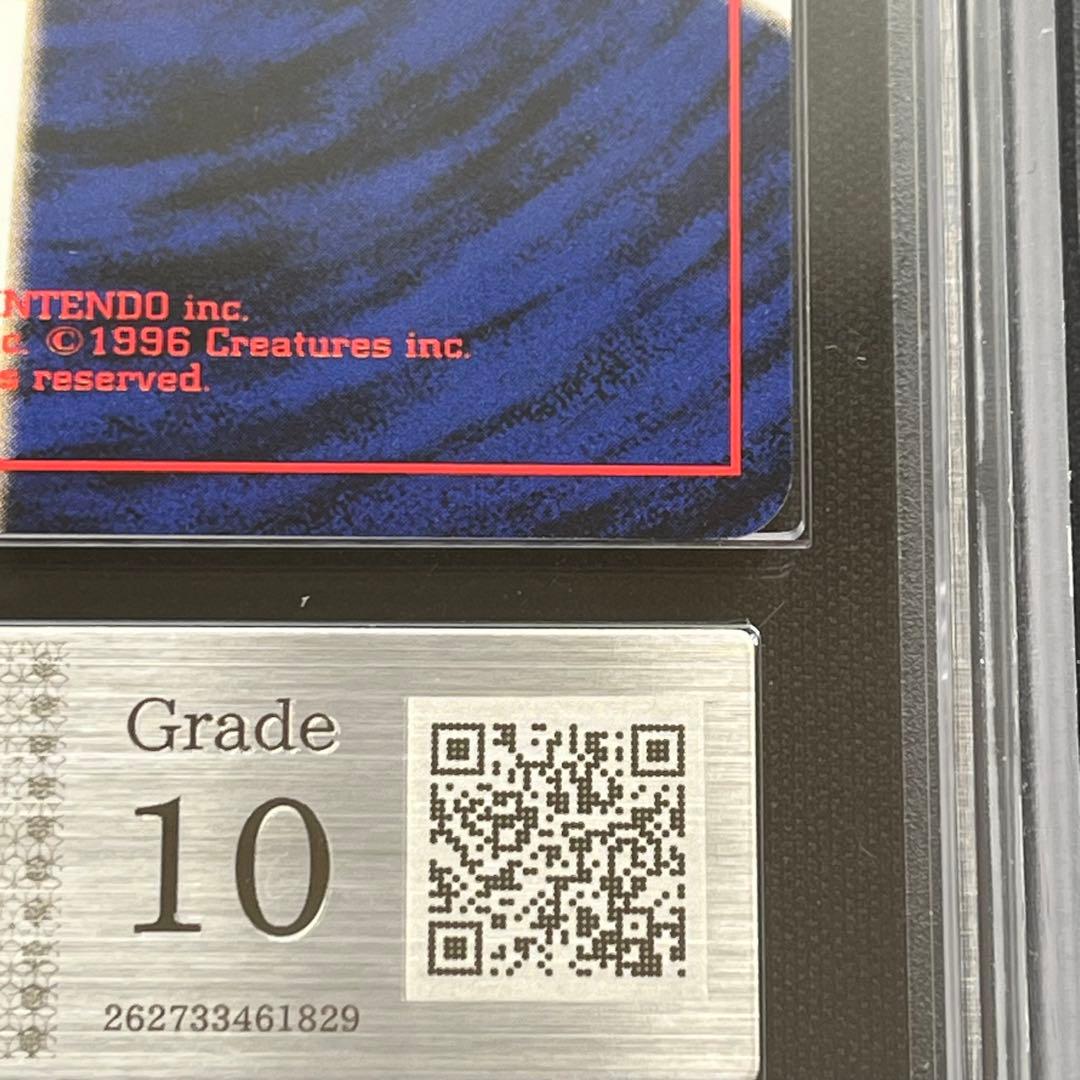 NTENDO inc.
c. ©1996 Creatures inc.
s reserved.
Grade
10
262733461829